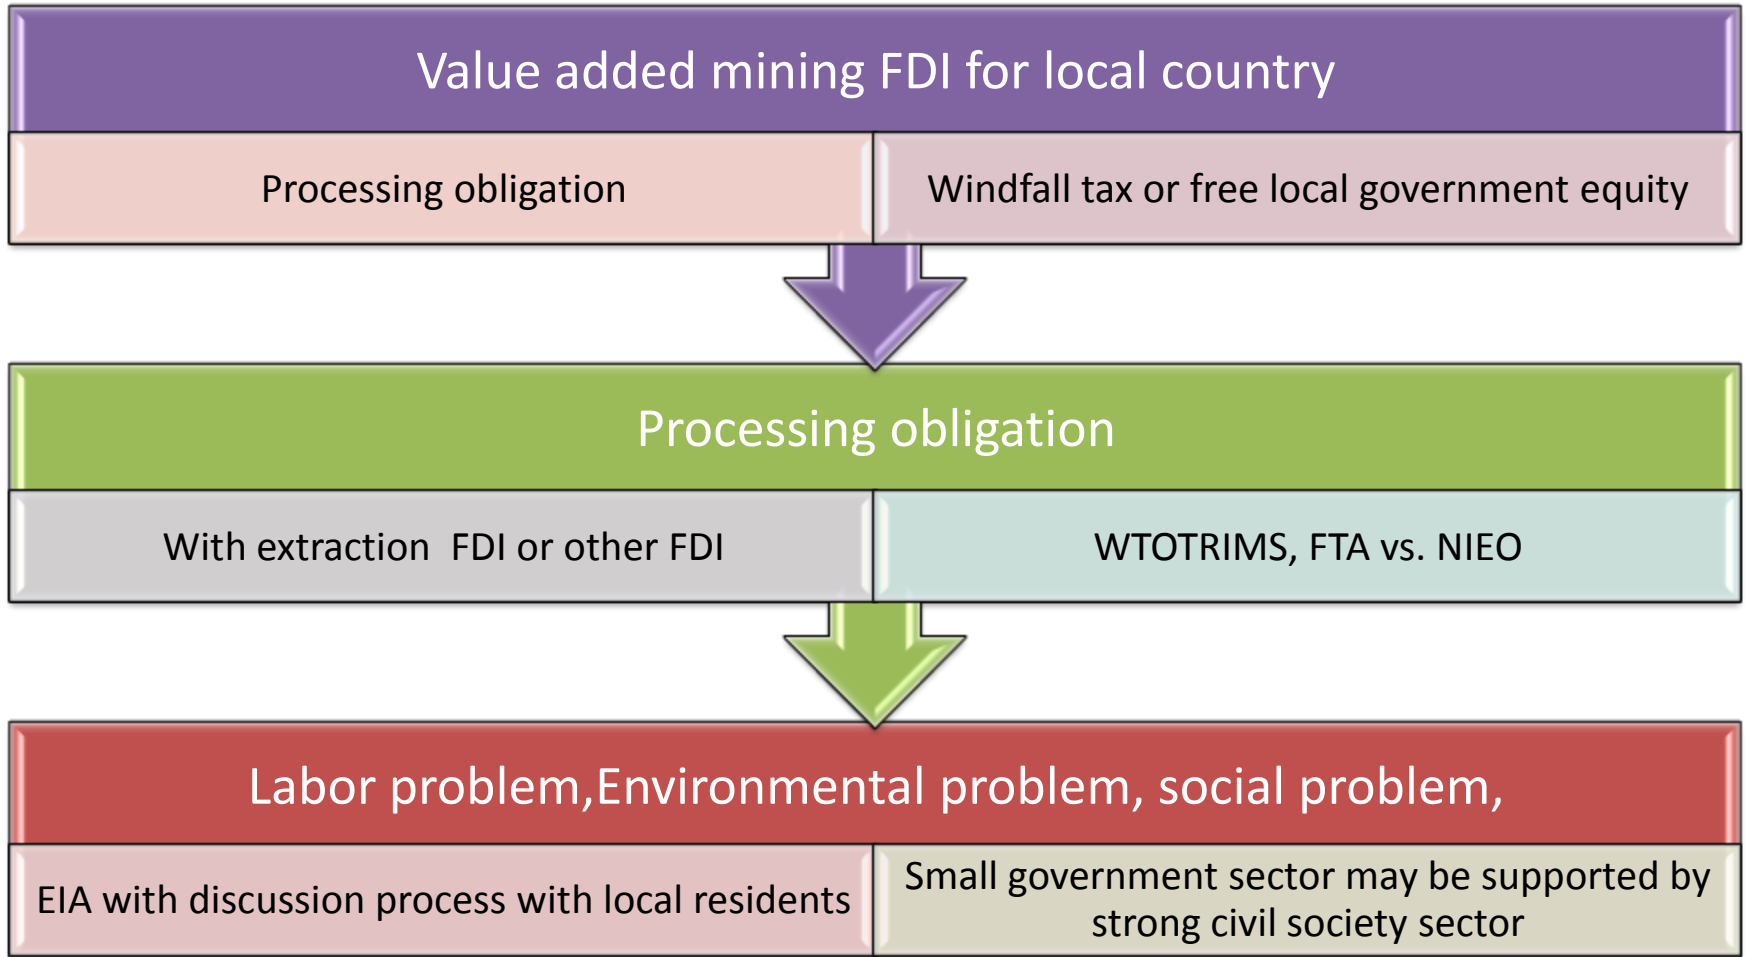 Value added mining FDI for local country
Processing obligation
Windfall tax or free local government equity
Processing obligation
With extraction  FDI or other FDI
WTOTRIMS, FTA vs. NIEO
Labor problem,Environmental problem, social problem,
EIA with discussion process with local residents
Small government sector may be supported by
strong civil society sector